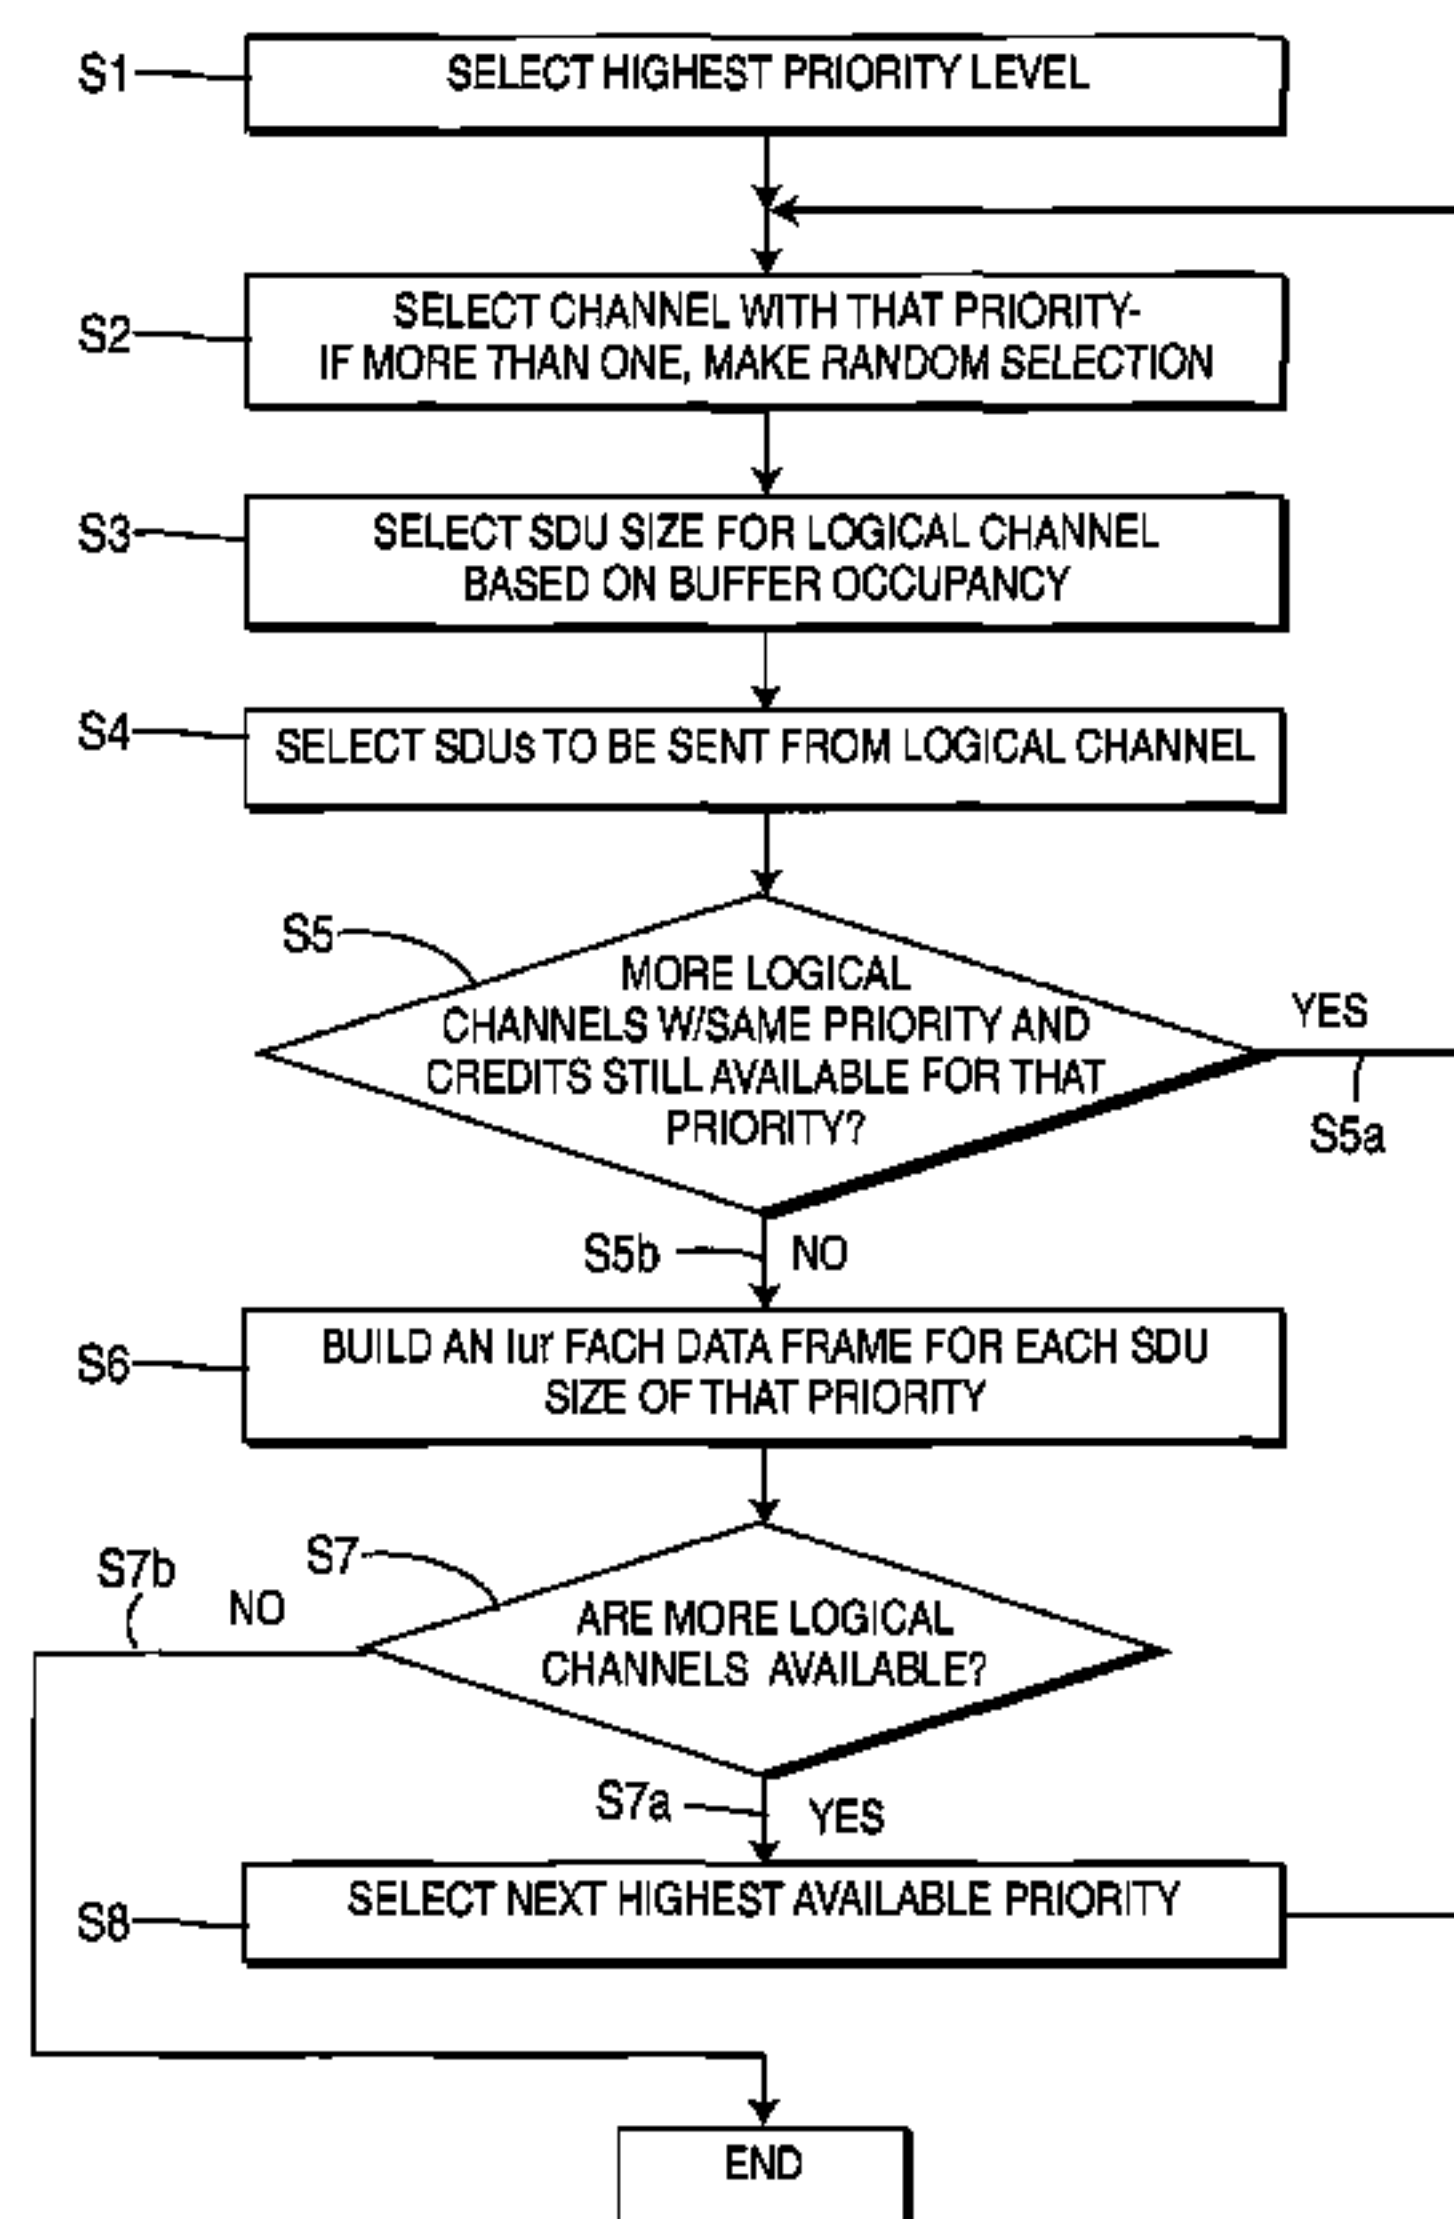 S1
SELECT HIGHEST PRIORITY LEVEL
S2
SELECT CHANNEL WITH THAT PRIORITY-
IF MORE THAN ONE, MAKE RANDOM SELECTION
S3
SELECT SDU SIZE FOR LOGICAL CHANNEL
BASED ON BUFFER OCCUPANCY
S4
SELECT SDUs TO BE SENT FROM LOGICAL CHANNEL
S5
MORE LOGICAL
CHANNELS W/SAME PRIORITY AND
CREDITS STILL AVAILABLE FOR THAT
PRIORITY?
YES
S5a
S5b
NO
S6
BUILD AN Iur FACH DATA FRAME FOR EACH SDU
SIZE OF THAT PRIORITY
S7
S7b
NO
ARE MORE LOGICAL
CHANNELS AVAILABLE?
S7a
YES
S8
SELECT NEXT HIGHEST AVAILABLE PRIORITY
END